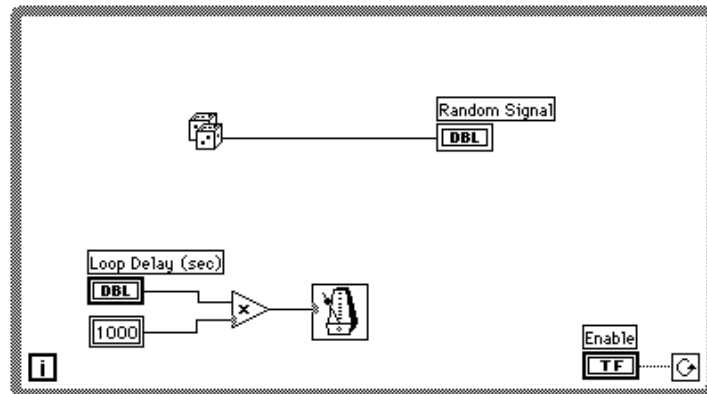 Random Signal
DBL
Loop Delay (sec)
DBL
x
1000
Enable
TF
i